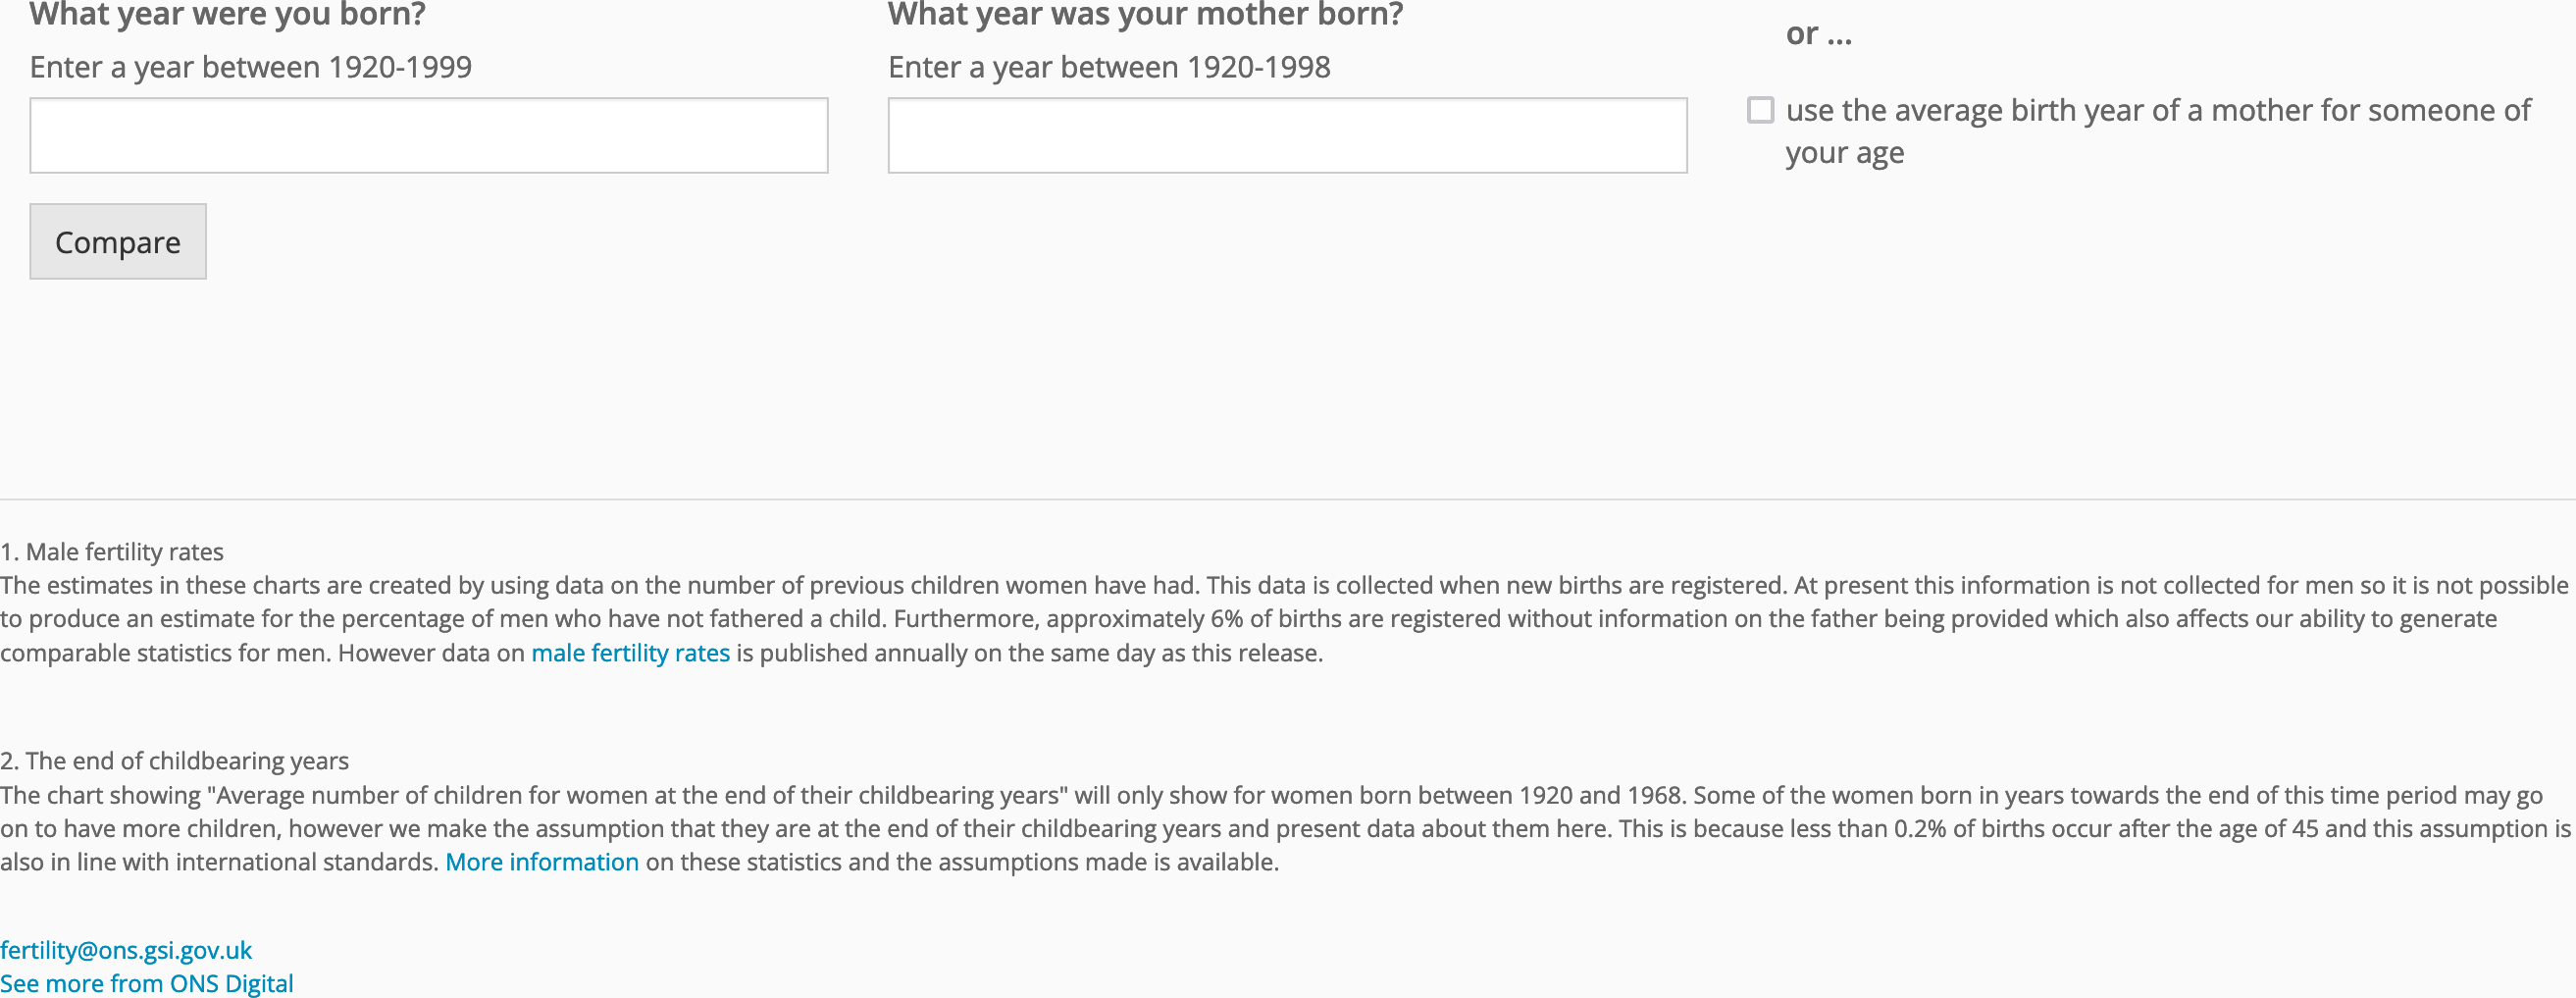 What year were you born?
Enter a year between 1920-1999
What year was your mother born?
Enter a year between 1920-1998
or ...
use the average birth year of a mother for someone of
your age
Compare
1. Male fertility rates
The estimates in these charts are created by using data on the number of previous children women have had. This data is collected when new births are registered. At present this information is not collected for men so it is not possible
to produce an estimate for the percentage of men who have not fathered a child. Furthermore, approximately 6% of births are registered without information on the father being provided which also affects our ability to generate
comparable statistics for men. However data on male fertility rates is published annually on the same day as this release.
2. The end of childbearing years
The chart showing "Average number of children for women at the end of their childbearing years" will only show for women born between 1920 and 1968. Some of the women born in years towards the end of this time period may go
on to have more children, however we make the assumption that they are at the end of their childbearing years and present data about them here. This is because less than 0.2% of births occur after the age of 45 and this assumption is
also in line with international standards. More information on these statistics and the assumptions made is available.
fertility@ons.gsi.gov.uk
See more from ONS Digital